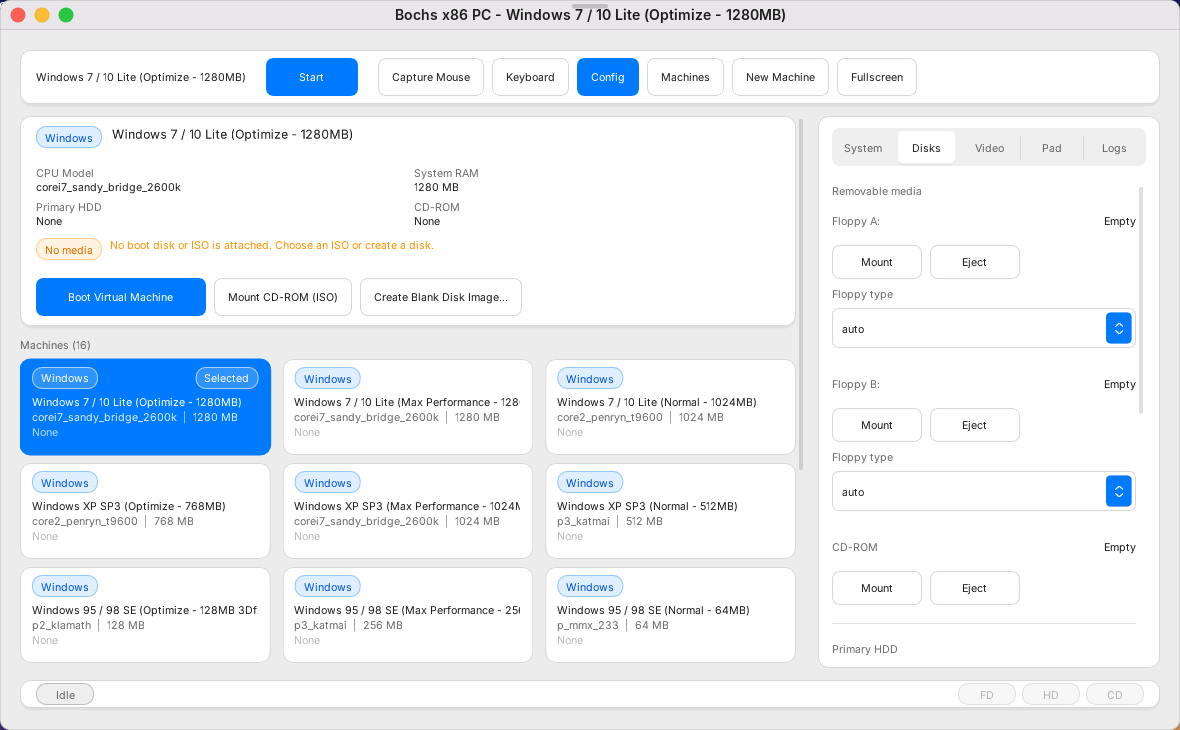 Bochs x86 PC - Windows 7 / 10 Lite (Optimize - 1280MB)
Windows 7 / 10 Lite (Optimize - 1280MB)
Start
Capture Mouse
Keyboard
Config
Machines
New Machine
Fullscreen
Windows
Windows 7 / 10 Lite (Optimize - 1280MB)
CPU Model
corei7_sandy_bridge_2600k
System RAM
1280 MB
Primary HDD
None
CD-ROM
None
No media
No boot disk or ISO is attached. Choose an ISO or create a disk.
Boot Virtual Machine
Mount CD-ROM (ISO)
Create Blank Disk Image...
Machines (16)
Windows
Selected
Windows 7 / 10 Lite (Optimize - 1280MB)
corei7_sandy_bridge_2600k | 1280 MB
None
Windows
Windows 7 / 10 Lite (Max Performance - 128
corei7_sandy_bridge_2600k | 1280 MB
None
Windows
Windows 7 / 10 Lite (Normal - 1024MB)
core2_penryn_t9600 | 1024 MB
None
Windows
Windows XP SP3 (Optimize - 768MB)
core2_penryn_t9600 | 768 MB
None
Windows
Windows XP SP3 (Max Performance - 1024M
corei7_sandy_bridge_2600k | 1024 MB
None
Windows
Windows XP SP3 (Normal - 512MB)
p3_katmai | 512 MB
None
Windows
Windows 95 / 98 SE (Optimize - 128MB 3Df
p2_klamath | 128 MB
None
Windows
Windows 95 / 98 SE (Max Performance - 256
p3_katmai | 256 MB
None
Windows
Windows 95 / 98 SE (Normal - 64MB)
p_mmx_233 | 64 MB
None
System
Disks
Video
Pad
Logs
Removable media
Floppy A:
Empty
Mount
Eject
Floppy type
auto
Floppy B:
Empty
Mount
Eject
Floppy type
auto
CD-ROM
Empty
Mount
Eject
Primary HDD
Idle
FD
HD
CD